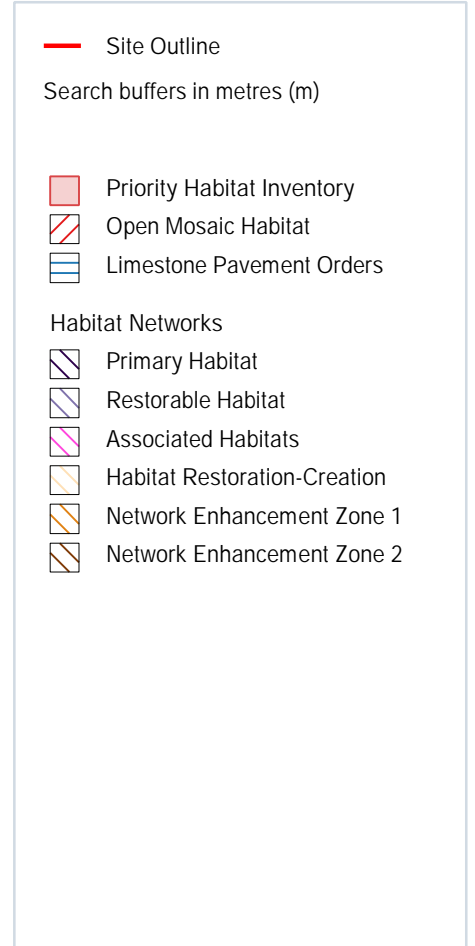 Site Outline
Search buffers in metres (m)
Priority Habitat Inventory
Open Mosaic Habitat
Limestone Pavement Orders
Habitat Networks
Primary Habitat
Restorable Habitat
Associated Habitats
Habitat Restoration-Creation
Network Enhancement Zone 1
Network Enhancement Zone 2